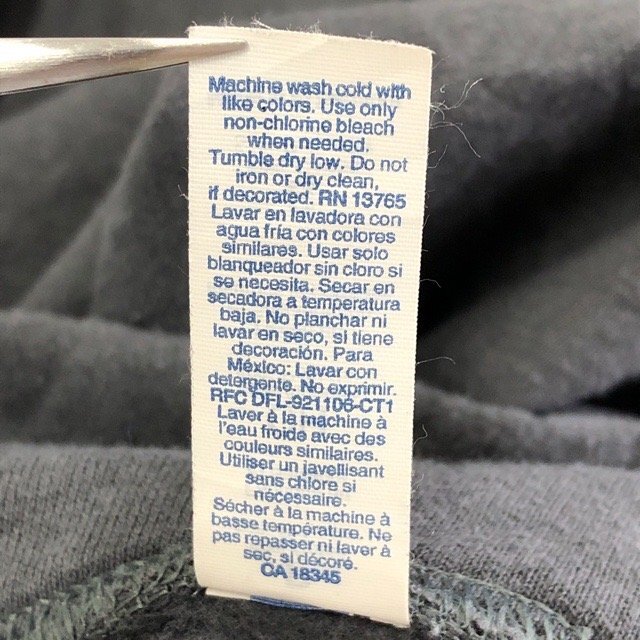 Machine wash cold with
like colors. Use only
non-chlorine bleach
when needed.
Tumble dry low. Do not
iron or dry clean,
if decorated. RN 13765
Lavar en lavadora con
agua fría con colores
similares. Usar solo
blanqueador sin cloro si
se necesita. Secar en
secadora a temperatura
baja. No planchar ni
lavar en seco, si tiene
decoración. Para
México: Lavar con
detergente. No exprimir.
RFC DFL-921106-CT1
Laver à la machine à
l'eau froide avec des
couleurs similaires.
Utiliser un javellisant
sans chlore si
nécessaire.
Sécher à la machine à
basse température. Ne
pas repasser ni laver à
sec, si décoré.
CA 18345